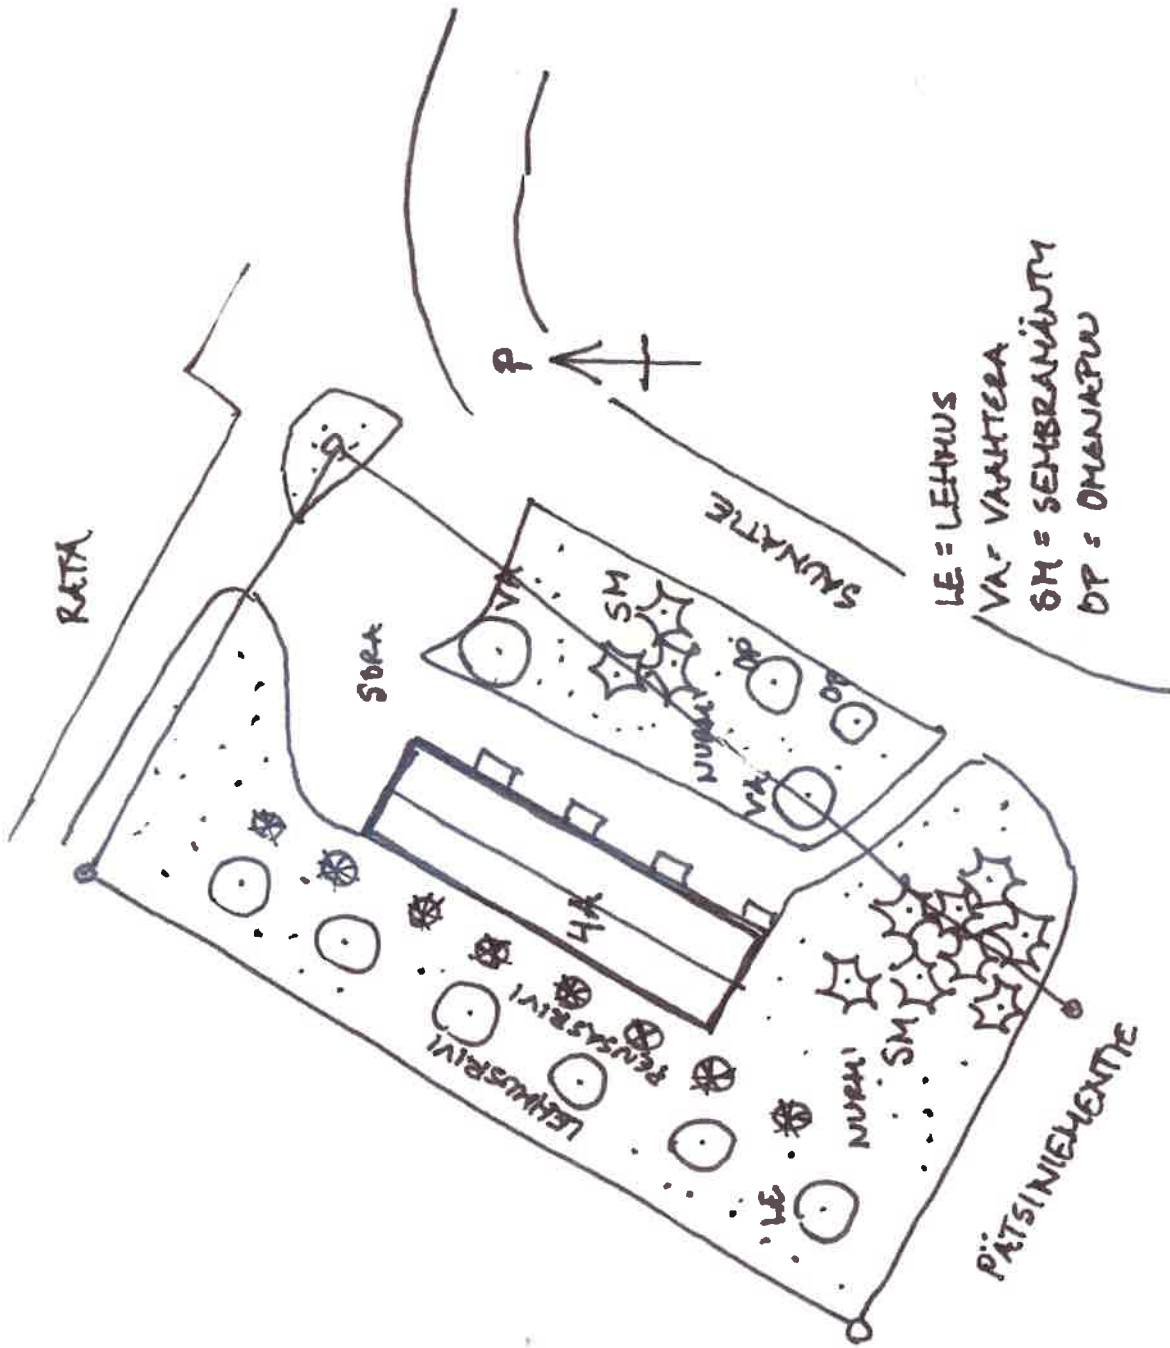 RATA
P
SORA
VA
SM
OP
OP
NURMI
VA
SAUNATIE
4A
PENSASRIVI
LEHMUSRIVI
LE
NURMI
SM
PÄTSINIEMENTIE
LE = LEHMUS
VA = VAAHTERA
SM = SEMBRAMÄNTY
OP = OMENAPUU